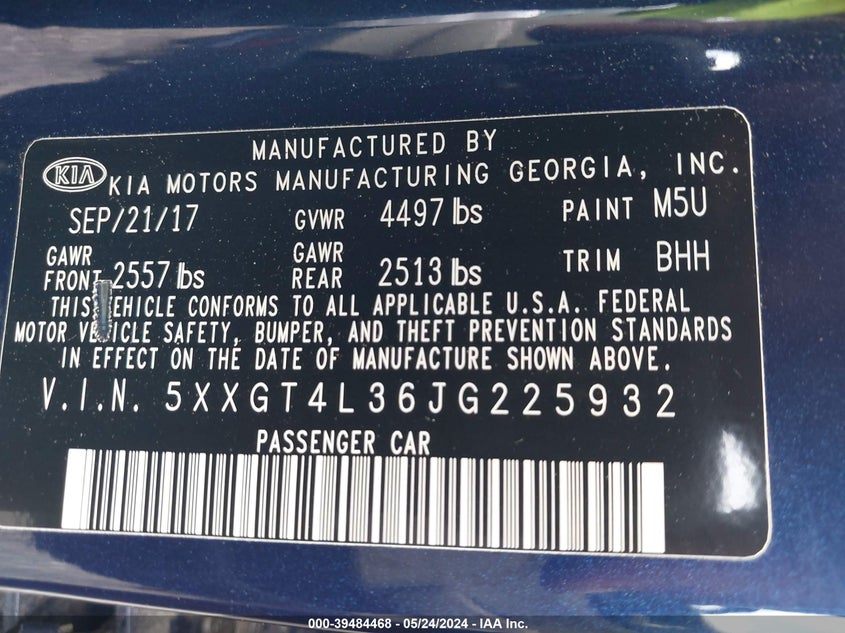 MANUFACTURED BY
KIA KIA MOTORS MANUFACTURING GEORGIA, INC.
SEP/21/17 GVWR 4497 lbs PAINT M5U
GAWR FRONT 2557 lbs GAWR REAR 2513 lbs TRIM BHH
THIS VEHICLE CONFORMS TO ALL APPLICABLE U.S.A. FEDERAL
MOTOR VEHICLE SAFETY, BUMPER, AND THEFT PREVENTION STANDARDS
IN EFFECT ON THE DATE OF MANUFACTURE SHOWN ABOVE.
V.I.N. 5XXGT4L36JG225932
PASSENGER CAR
000-39484468 - 05/24/2024 - IAA Inc.